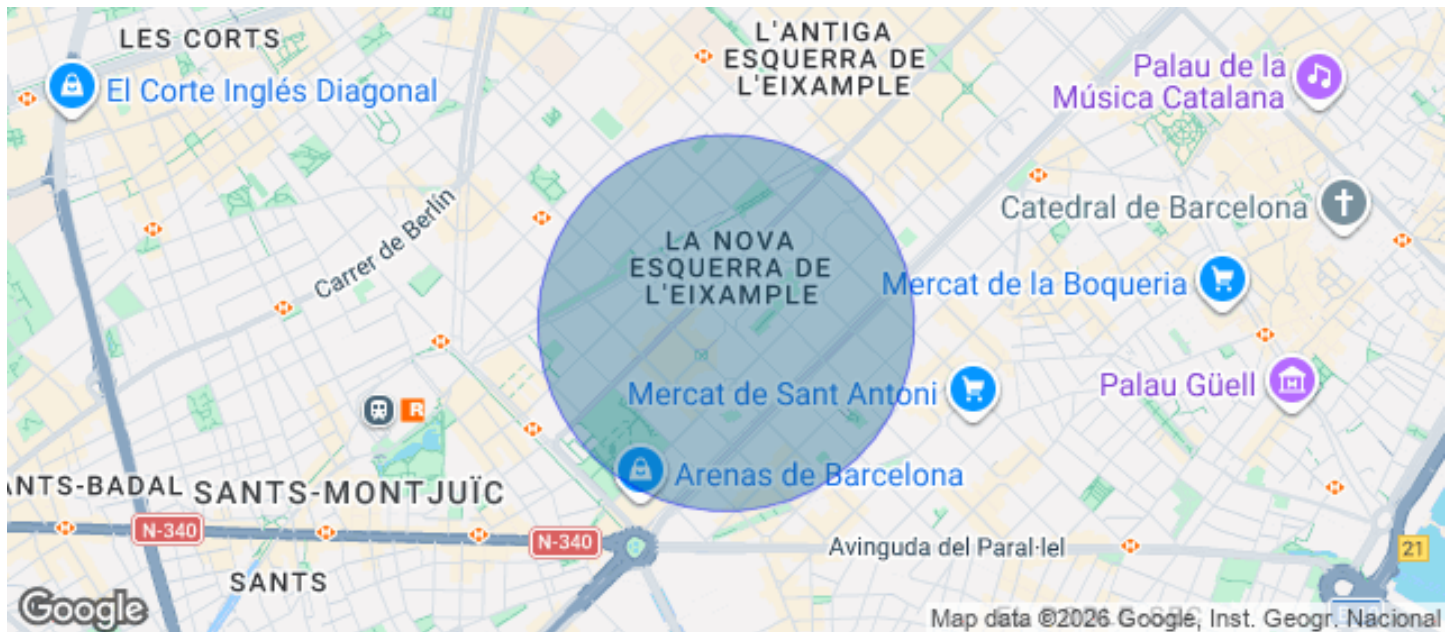 LES CORTS
El Corte Inglés Diagonal
L'ANTIGA
ESQUERRA DE
L'EIXAMPLE
Palau de la
Música Catalana
Carrer de Berlín
Catedral de Barcelona
LA NOVA
ESQUERRA DE
L'EIXAMPLE
Mercat de la Boqueria
Mercat de Sant Antoni
Palau Güell
R
Arenas de Barcelona
ANTS-BADAL
SANTS-MONTJUÏC
N-340
N-340
Avinguda del Paral·lel
21
SANTS
Google
Map data ©2026 Google, Inst. Geogr. Nacional